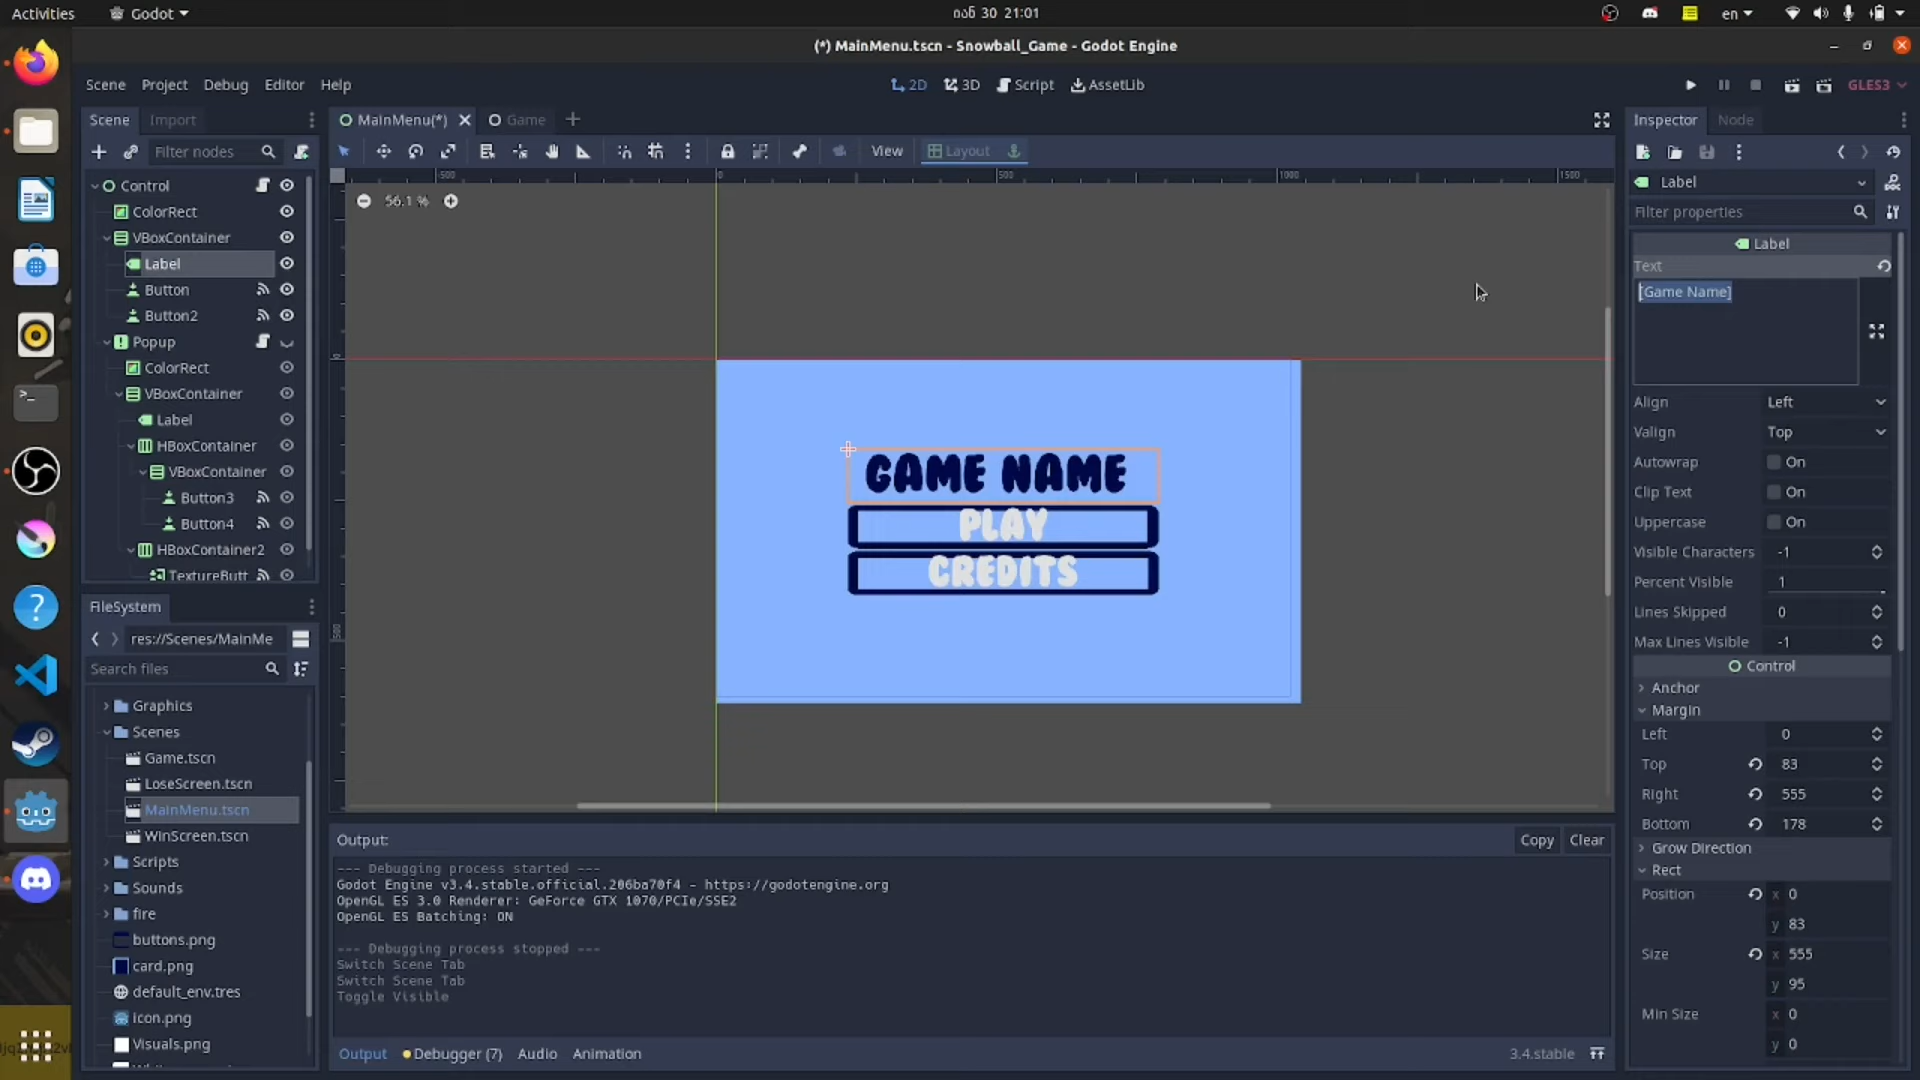 Activities Godot იან 30 21:01 en
(*) MainMenu.tscn - Snowball_Game - Godot Engine
Scene Project Debug Editor Help 2D 3D Script AssetLib GLES3
Scene Import
MainMenu(*) Game
Inspector Node
Filter nodes
View Layout
Control
ColorRect
VBoxContainer
Label
Button
Button2
Popup
ColorRect
VBoxContainer
Label
HBoxContainer
VBoxContainer
Button3
Button4
HBoxContainer2
TextureButt
FileSystem
res://Scenes/MainMe
Search files
Graphics
Scenes
Game.tscn
LoseScreen.tscn
MainMenu.tscn
WinScreen.tscn
Scripts
Sounds
fire
buttons.png
card.png
default_env.tres
icon.png
Visuals.png
-500 0 500 1000 1500
56.1 %
0
500
GAME NAME
PLAY
CREDITS
Output: Copy Clear
--- Debugging process started ---
Godot Engine v3.4.stable.official.206ba70f4 - https://godotengine.org
OpenGL ES 3.0 Renderer: GeForce GTX 1070/PCIe/SSE2
OpenGL ES Batching: ON
--- Debugging process stopped ---
Switch Scene Tab
Switch Scene Tab
Toggle Visible
Output Debugger (7) Audio Animation 3.4.stable
Label
Filter properties
Label
Text
[Game Name]
Align Left
Valign Top
Autowrap On
Clip Text On
Uppercase On
Visible Characters -1
Percent Visible 1
Lines Skipped 0
Max Lines Visible -1
Control
Anchor
Margin
Left 0
Top 83
Right 555
Bottom 178
Grow Direction
Rect
Position x 0
y 83
Size x 555
y 95
Min Size x 0
y 0